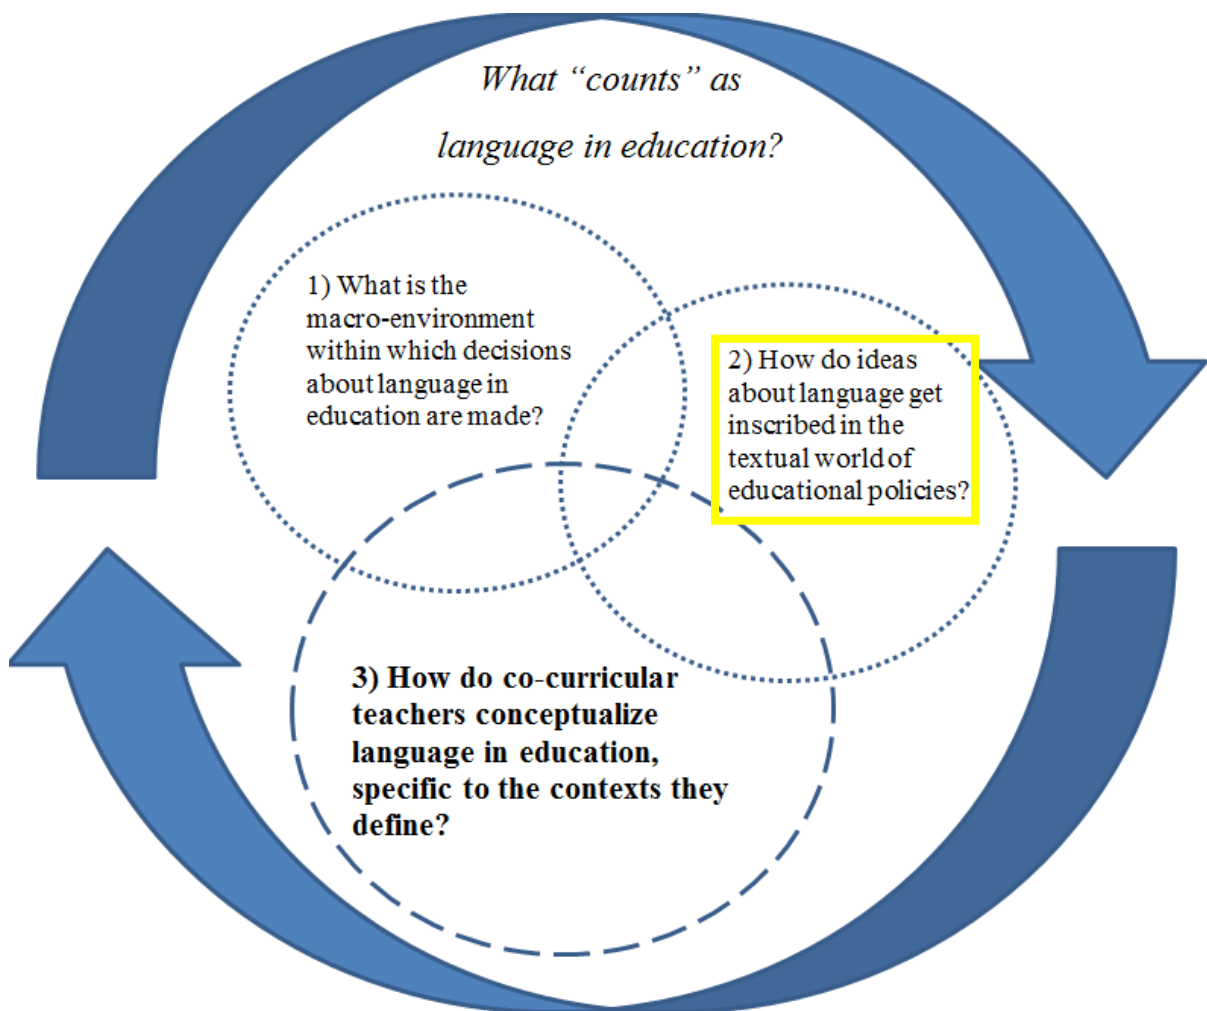 What “counts” as
language in education?
1) What is the
macro-environment
within which decisions
about language in
education are made?
2) How do ideas
about language get
inscribed in the
textual world of
educational policies?
3) How do co-curricular
teachers conceptualize
language in education,
specific to the contexts they
define?